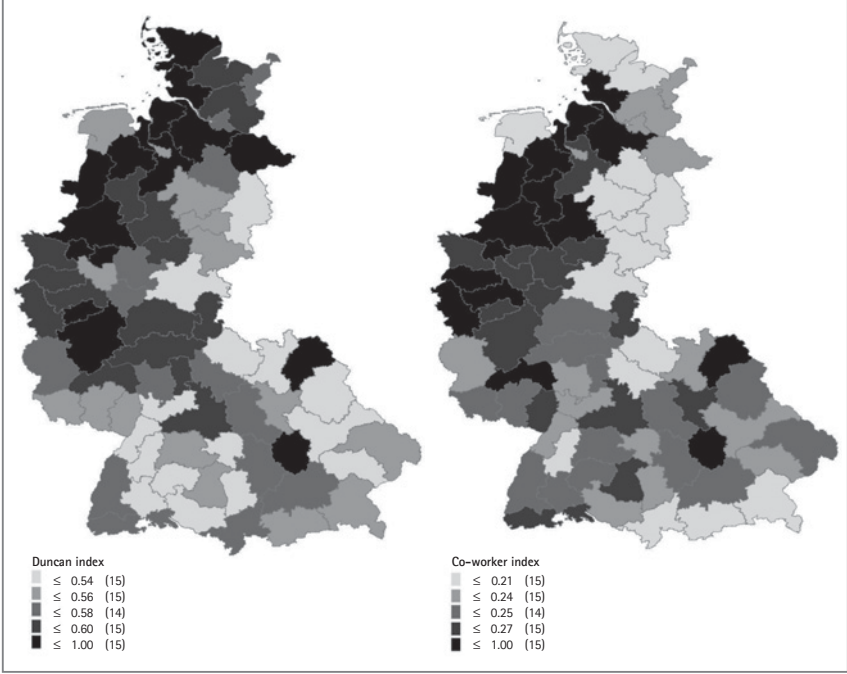 Duncan index
≤ 0.54 (15)
≤ 0.56 (15)
≤ 0.58 (14)
≤ 0.60 (15)
≤ 1.00 (15)
Co-worker index
≤ 0.21 (15)
≤ 0.24 (15)
≤ 0.25 (14)
≤ 0.27 (15)
≤ 1.00 (15)